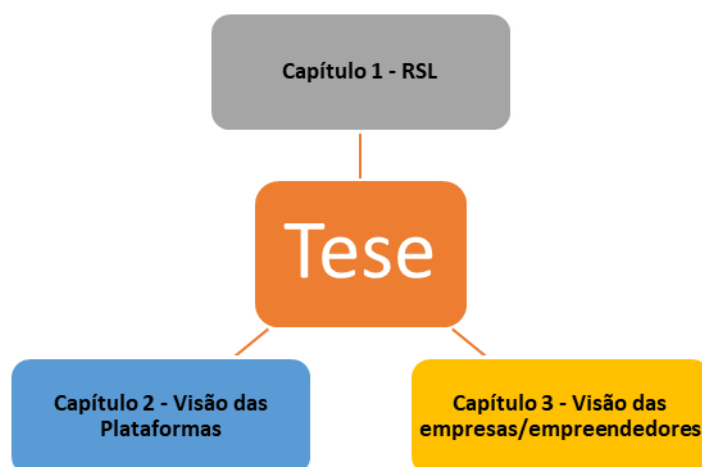 Capítulo 1 - RSL
Tese
Capítulo 2 - Visão das
Plataformas
Capítulo 3 - Visão das
empresas/empreendedores